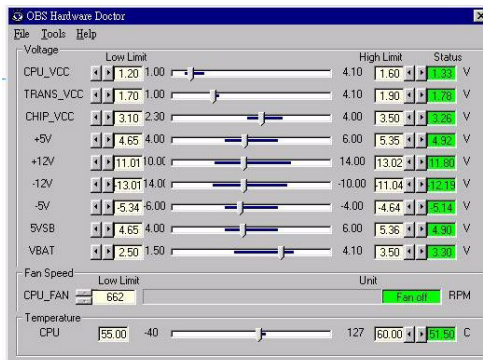 OBS Hardware Doctor
File Tools Help
Voltage
Low Limit High Limit Status
CPU_VCC 1.20 1.00 4.10 1.60 1.33 V
TRANS_VCC 1.70 1.00 4.10 1.90 1.78 V
CHIP_VCC 3.10 2.30 4.00 3.50 3.26 V
+5V 4.65 4.00 6.00 5.35 4.92 V
+12V 11.01 10.00 14.00 13.02 11.80 V
-12V -13.01 14.00 -10.00 -11.04 -12.19 V
-5V -5.34 -6.00 -4.00 -4.64 -5.14 V
5VSB 4.65 4.00 6.00 5.36 4.90 V
VBAT 2.50 1.50 4.10 3.50 3.30 V
Fan Speed
Low Limit Unit
CPU_FAN 662 Fan off RPM
Temperature
CPU 55.00 -40 127 60.00 51.50 C